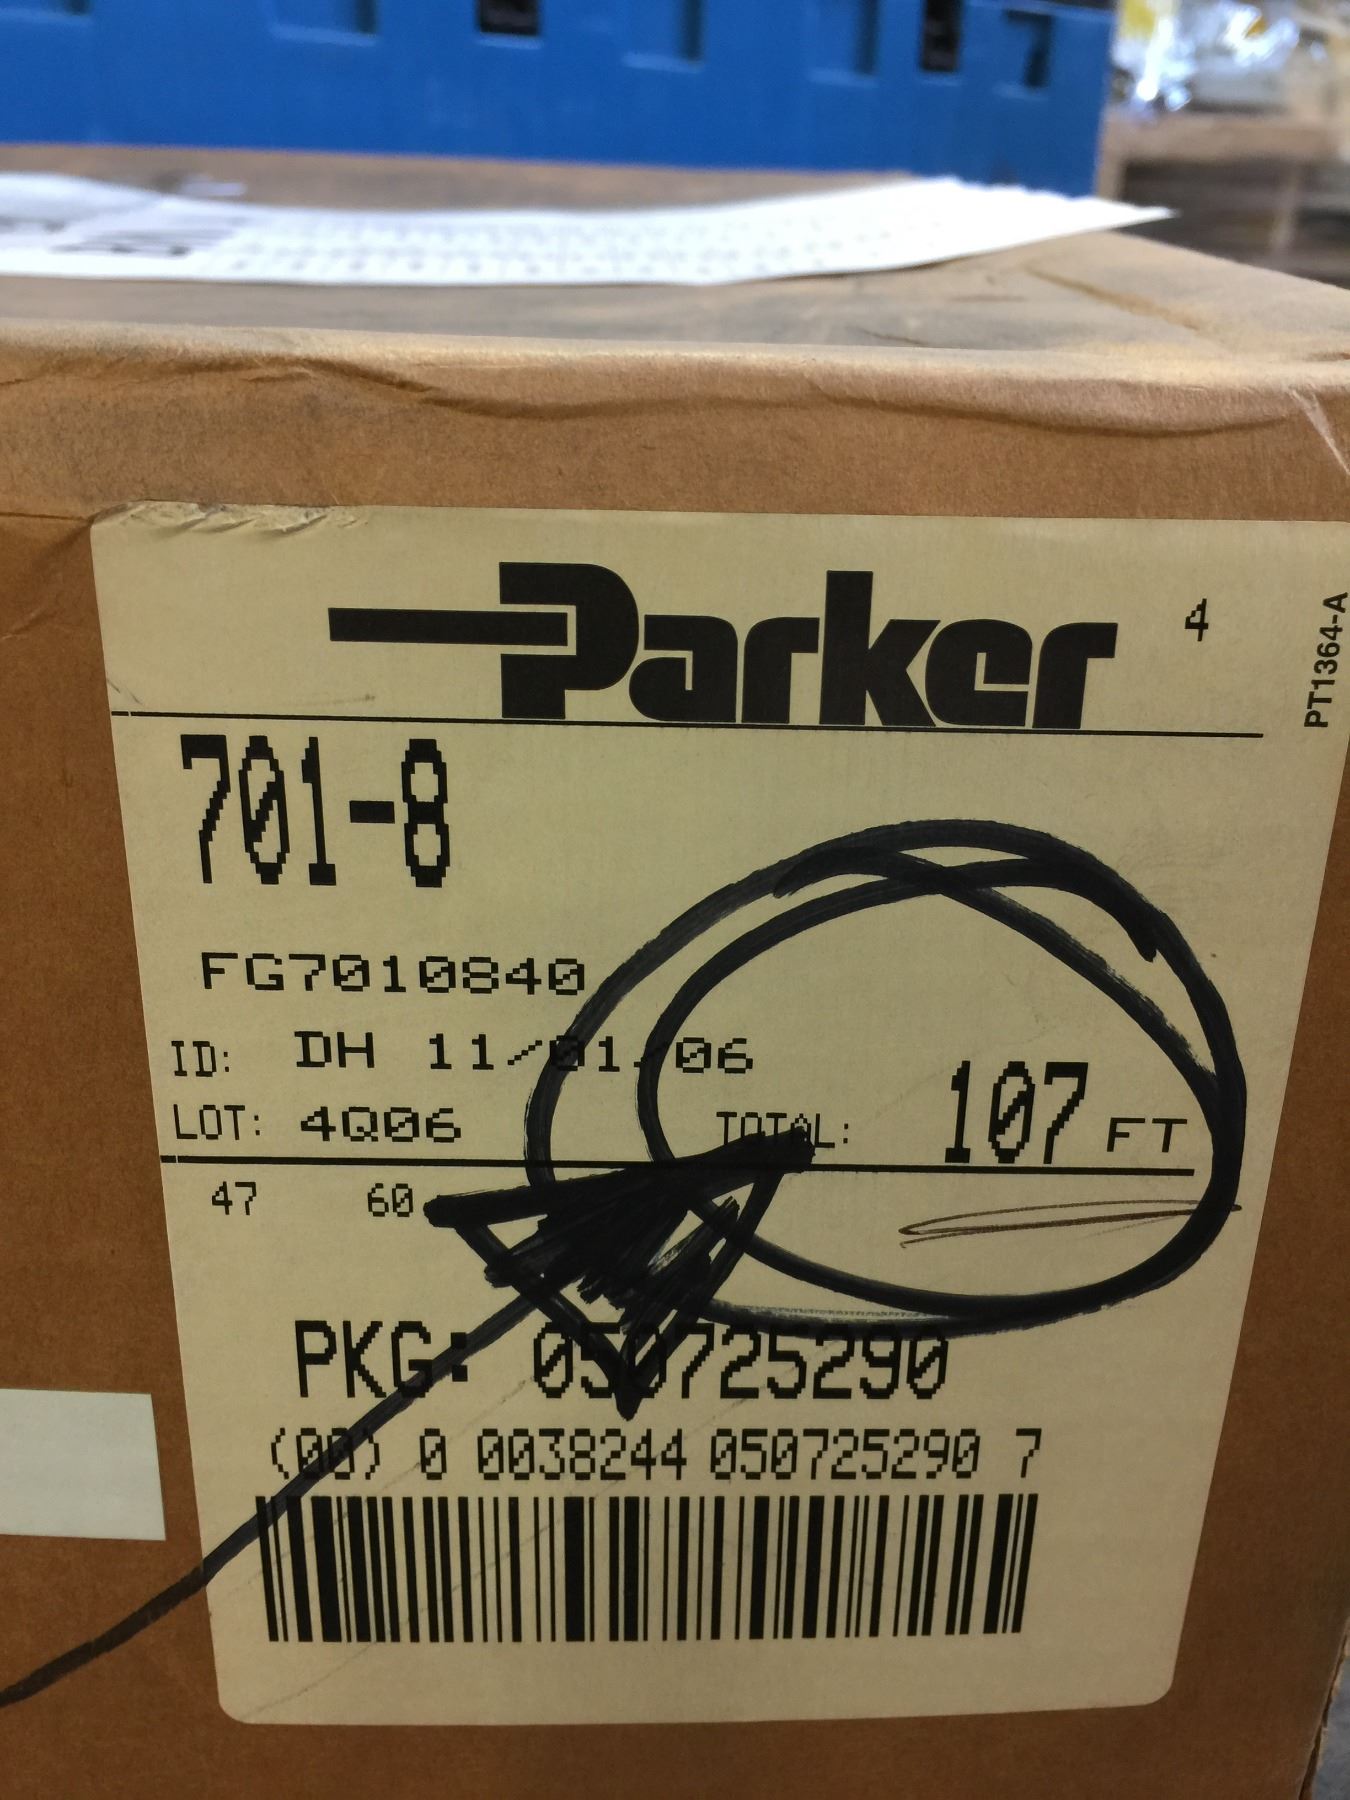 Parker
4
PT1364-A
701-8
FG7010840
ID: DH 11/01/06
LOT: 4Q06
TOTAL: 107 FT
47 60
PKG: 050725290
(00) 0 0038244 050725290 7